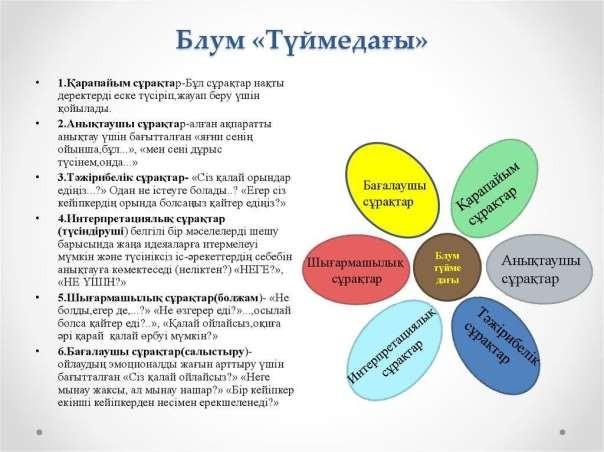 Блум «Түймедағы»
• 1.Қарапайым сұрақтар-Бұл сұрақтар нақты
деректерді еске түсіріп,жауап беру үшін
қойылады.
• 2.Анықтаушы сұрақтар-алған ақпаратты
анықтау үшін бағытталған «яғни сенің
ойынша,бұл...», «мен сені дұрыс
түсінем,онда...»
• 3.Тәжірибелік сұрақтар- «Сіз қалай орындар
едіңіз...?» Одан не істеуге болады..? «Егер сіз
кейіпкердің орында болсаңыз қайтер едіңіз?»
• 4.Интерпретациялық сұрақтар
(түсіндіруші) белгілі бір мәселелерді шешу
барысында жаңа идеяаларға итермелеуі
мүмкін және түсініксіз іс-әрекеттердің себебін
анықтауға көмектеседі (неліктен?) «НЕГЕ?»,
«НЕ ҮШІН?»
• 5.Шығармашылық сұрақтар(болжам)- «Не
болды,егер де,...?» «Не өзгерер еді?»...,осылай
болса қайтер еді?..», «Қалай ойлайсыз,оқиға
әрі қарай қалай өрбуі мүмкін?»
• 6.Бағалаушы сұрақтар(салыстыру)-
ойлаудың эмоционалды жағын арттыру үшін
бағытталған «Сіз қалай ойлайсыз?» «Неге
мынау жаксы, ал мынау нашар?» «Бір кейіпкер
екінші кейіпкерден несімен ерекшеленеді?»
Бағалаушы
сұрақтар
Қарапайым
сұрақтар
Шығармашылық
сұрақтар
Блум
түйме
дағы
Анықтаушы
сұрақтар
Интерпретациялық
сұрақтар
Тәжірибелік
сұрақтар